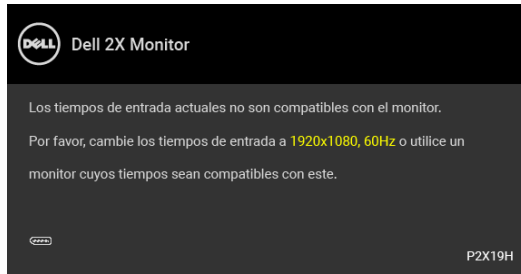 DELL Dell 2X Monitor
Los tiempos de entrada actuales no son compatibles con el monitor.
Por favor, cambie los tiempos de entrada a 1920x1080, 60Hz o utilice un
monitor cuyos tiempos sean compatibles con este.
P2X19H